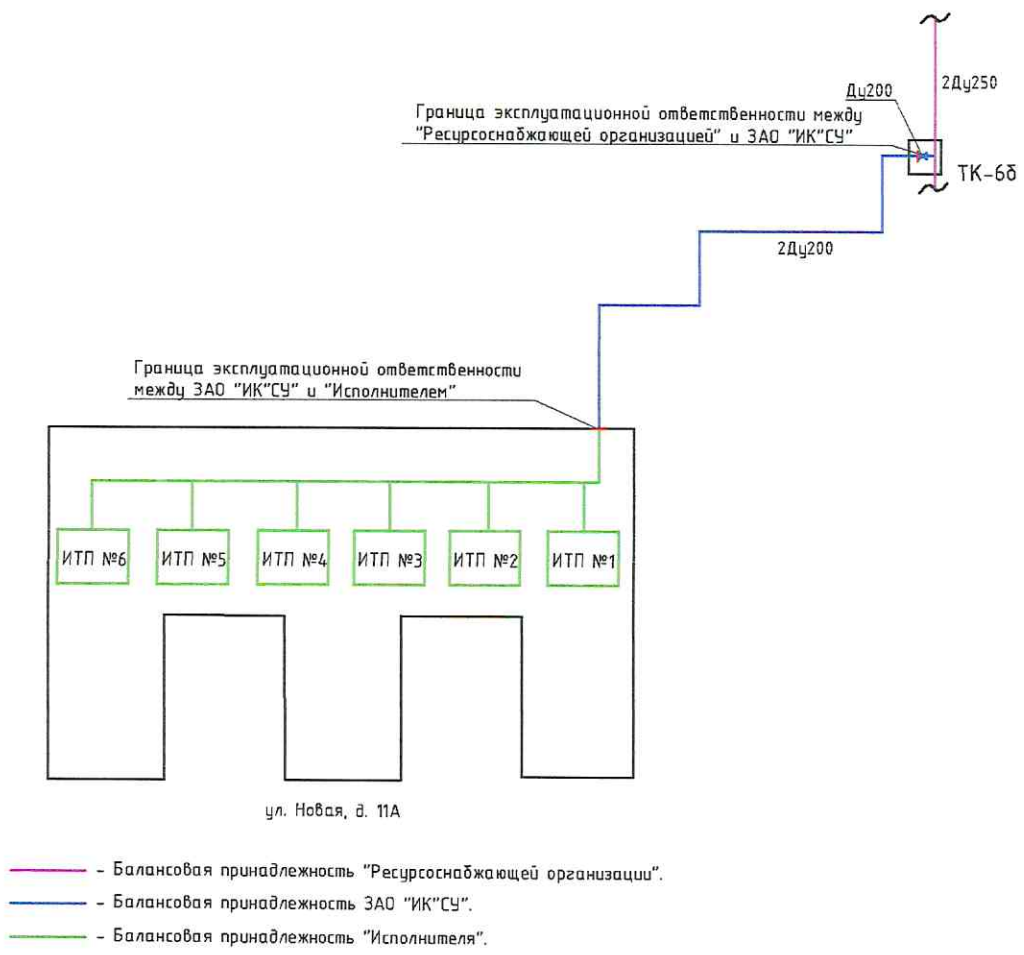 2Ду250
Ду200
Граница эксплуатационной ответственности между
"Ресурсоснабжающей организацией" и ЗАО "ИК"СУ"
ТК-6б
2Ду200
Граница эксплуатационной ответственности
между ЗАО "ИК"СУ" и "Исполнителем"
ИТП №6
ИТП №5
ИТП №4
ИТП №3
ИТП №2
ИТП №1
ул. Новая, д. 11А
- Балансовая принадлежность "Ресурсоснабжающей организации".
- Балансовая принадлежность ЗАО "ИК"СУ".
- Балансовая принадлежность "Исполнителя".